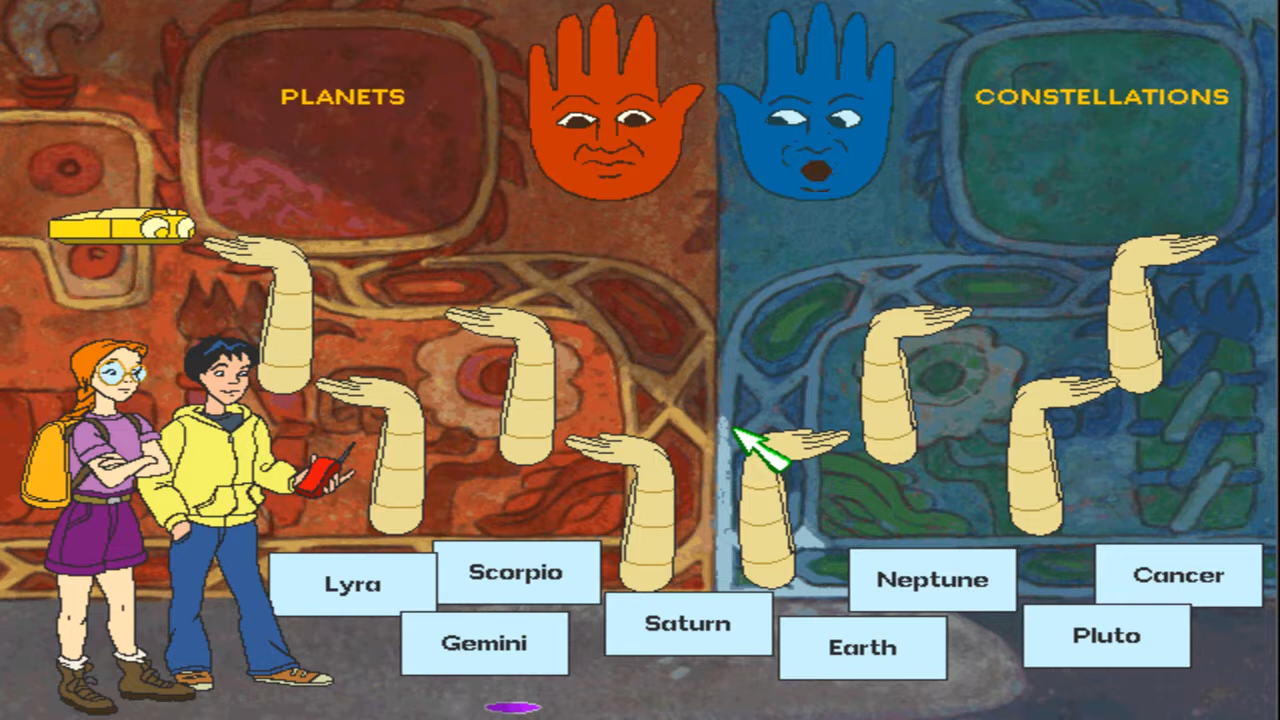 PLANETS
CONSTELLATIONS
Lyra
Scorpio
Neptune
Cancer
Gemini
Saturn
Earth
Pluto